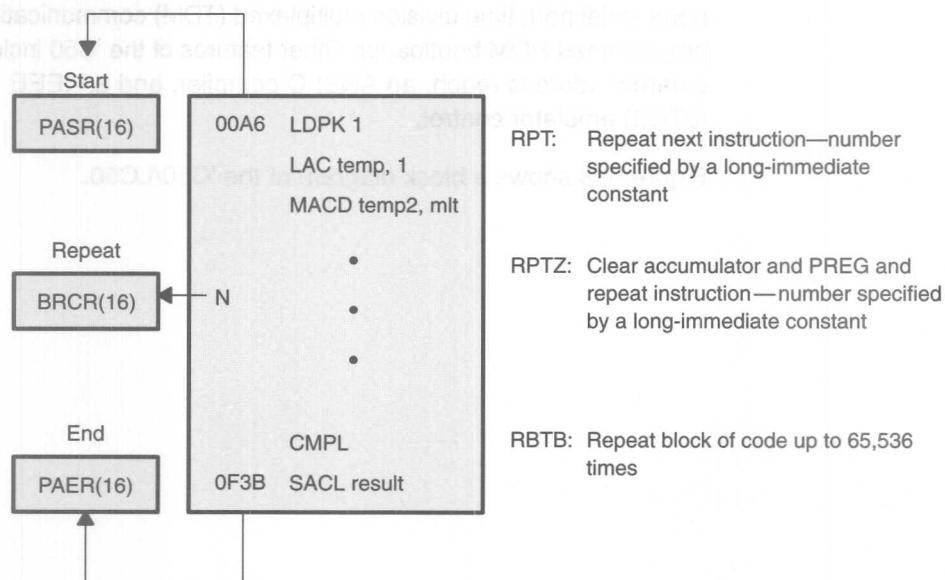 Start
PASR(16)
00A6 LDPK 1
LAC temp, 1
MACD temp2, mlt
Repeat
BRCR(16)
N
End
PAER(16)
CMPL
0F3B SACL result
RPT: Repeat next instruction—number
specified by a long-immediate
constant
RPTZ: Clear accumulator and PREG and
repeat instruction—number specified
by a long-immediate constant
RBTB: Repeat block of code up to 65,536
times